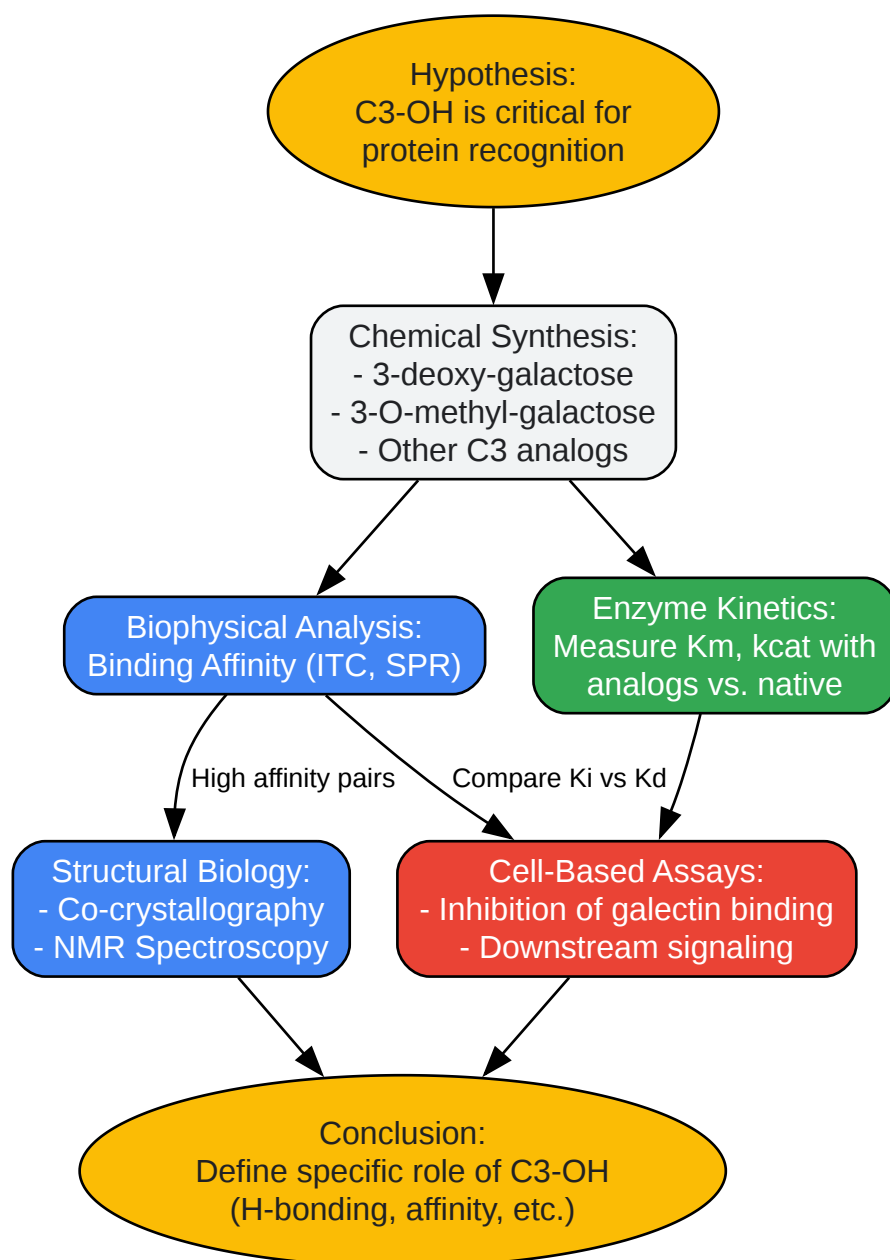 Hypothesis:
C3-OH is critical for
protein recognition
Chemical Synthesis:
- 3-deoxy-galactose
- 3-O-methyl-galactose
- Other C3 analogs
Biophysical Analysis:
Binding Affinity (ITC, SPR)
Enzyme Kinetics:
Measure Km, kcat with
analogs vs. native
High affinity pairs
Compare Ki vs Kd
Structural Biology:
- Co-crystallography
- NMR Spectroscopy
Cell-Based Assays:
- Inhibition of galectin binding
- Downstream signaling
Conclusion:
Define specific role of C3-OH
(H-bonding, affinity, etc.)